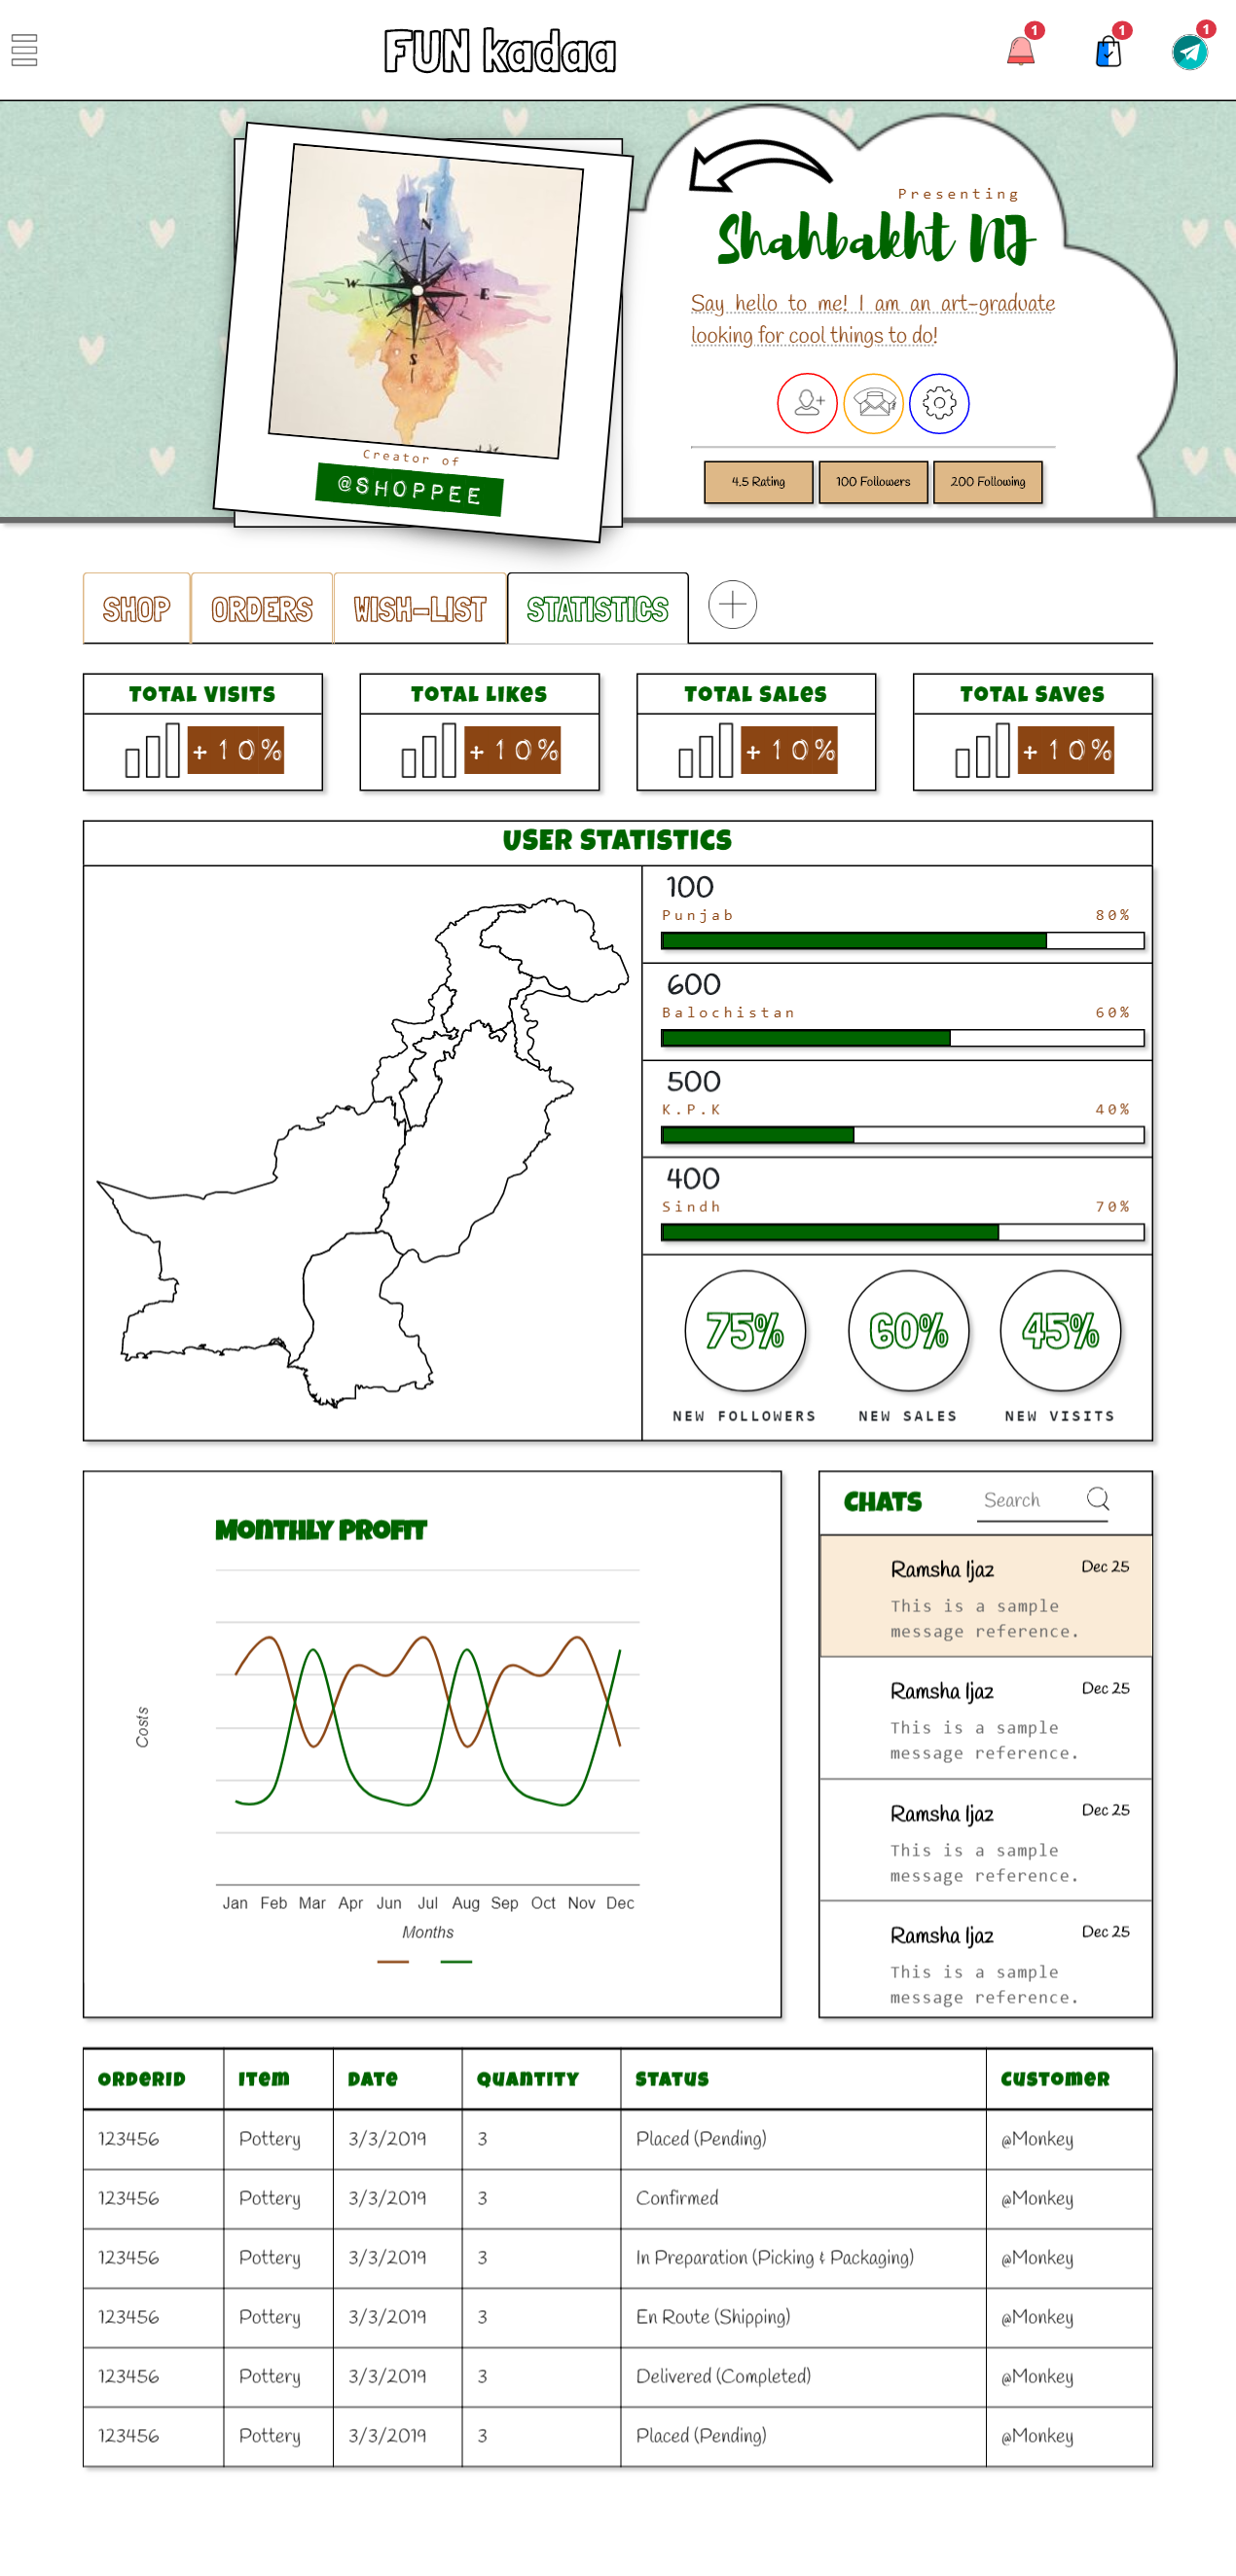 FUN kadaa
1
1
1
N
W
E
S
Creator of
@SHOPPEE
Presenting
Shahbakht NJ
Say hello to me! I am an art-graduate
looking for cool things to do!
4.5 Rating
100 Followers
200 Following
SHOP
ORDERS
WISH-LIST
STATISTICS
TOTAL VISITS
+10%
TOTAL LIKES
+10%
TOTAL SALES
+10%
TOTAL SAVES
+10%
USER STATISTICS
100
Punjab 80%
600
Balochistan 60%
500
K.P.K 40%
400
Sindh 70%
75% 60% 45%
NEW FOLLOWERS NEW SALES NEW VISITS
MONTHLY PROFIT
Costs
Jan Feb Mar Apr Jun Jul Aug Sep Oct Nov Dec
Months
CHATS Search
Ramsha Ijaz Dec 25
This is a sample
message reference.
Ramsha Ijaz Dec 25
This is a sample
message reference.
Ramsha Ijaz Dec 25
This is a sample
message reference.
Ramsha Ijaz Dec 25
This is a sample
message reference.
OrderID Item Date Quantity Status Customer
123456 Pottery 3/3/2019 3 Placed (Pending) @Monkey
123456 Pottery 3/3/2019 3 Confirmed @Monkey
123456 Pottery 3/3/2019 3 In Preparation (Picking & Packaging) @Monkey
123456 Pottery 3/3/2019 3 En Route (Shipping) @Monkey
123456 Pottery 3/3/2019 3 Delivered (Completed) @Monkey
123456 Pottery 3/3/2019 3 Placed (Pending) @Monkey